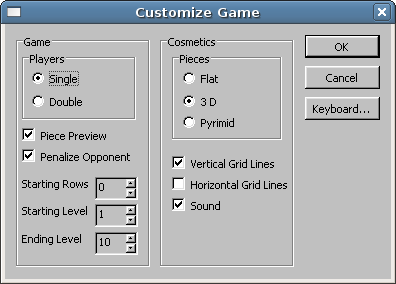 Customize Game
Game
Players
Single
Double
Piece Preview
Penalize Opponent
Starting Rows 0
Starting Level 1
Ending Level 10
Cosmetics
Pieces
Flat
3 D
Pyrimid
Vertical Grid Lines
Horizontal Grid Lines
Sound
OK
Cancel
Keyboard...